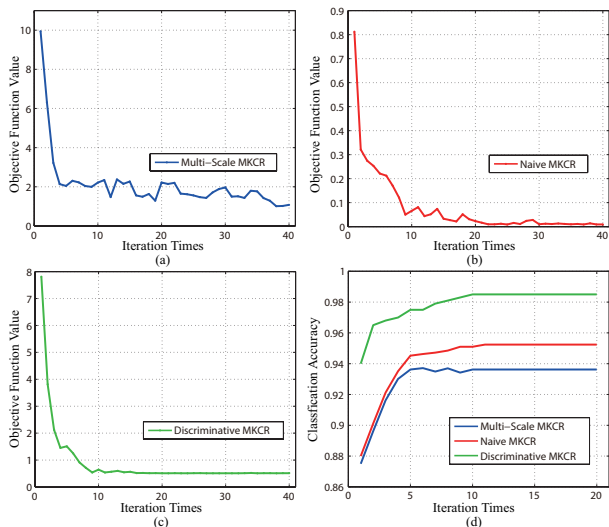 Objective Function Value
10
8
6
4
2
0
Multi-Scale MKCR
0 10 20 30 40
Iteration Times
(a)
Objective Function Value
0.9
0.8
0.7
0.6
0.5
0.4
0.3
0.2
0.1
0
Naive MKCR
0 10 20 30 40
Iteration Times
(b)
Objective Function Value
8
7
6
5
4
3
2
1
0
Discriminative MKCR
0 10 20 30 40
Iteration Times
(c)
Classfication Accuracy
1
0.98
0.96
0.94
0.92
0.9
0.88
0.86
Multi-Scale MKCR
Naive MKCR
Discriminative MKCR
0 5 10 15 20
Iteration Times
(d)